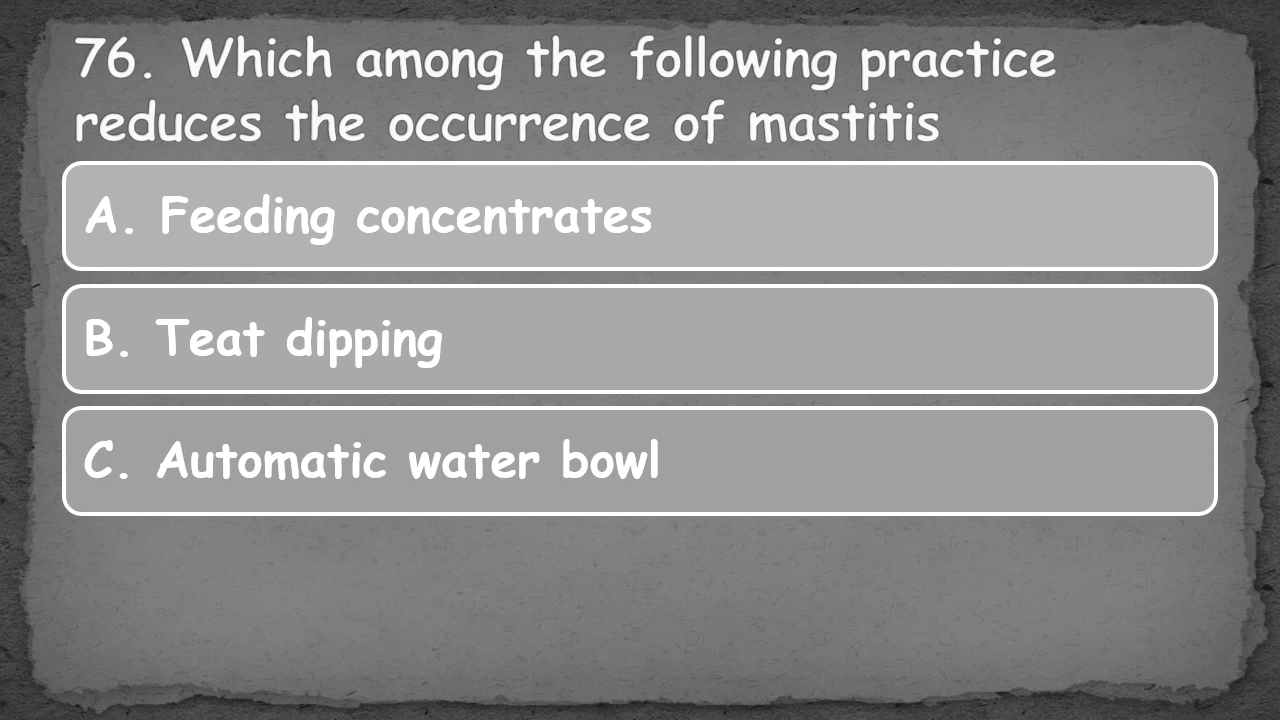 76. Which among the following practice
reduces the occurrence of mastitis
A. Feeding concentrates
B. Teat dipping
C. Automatic water bowl